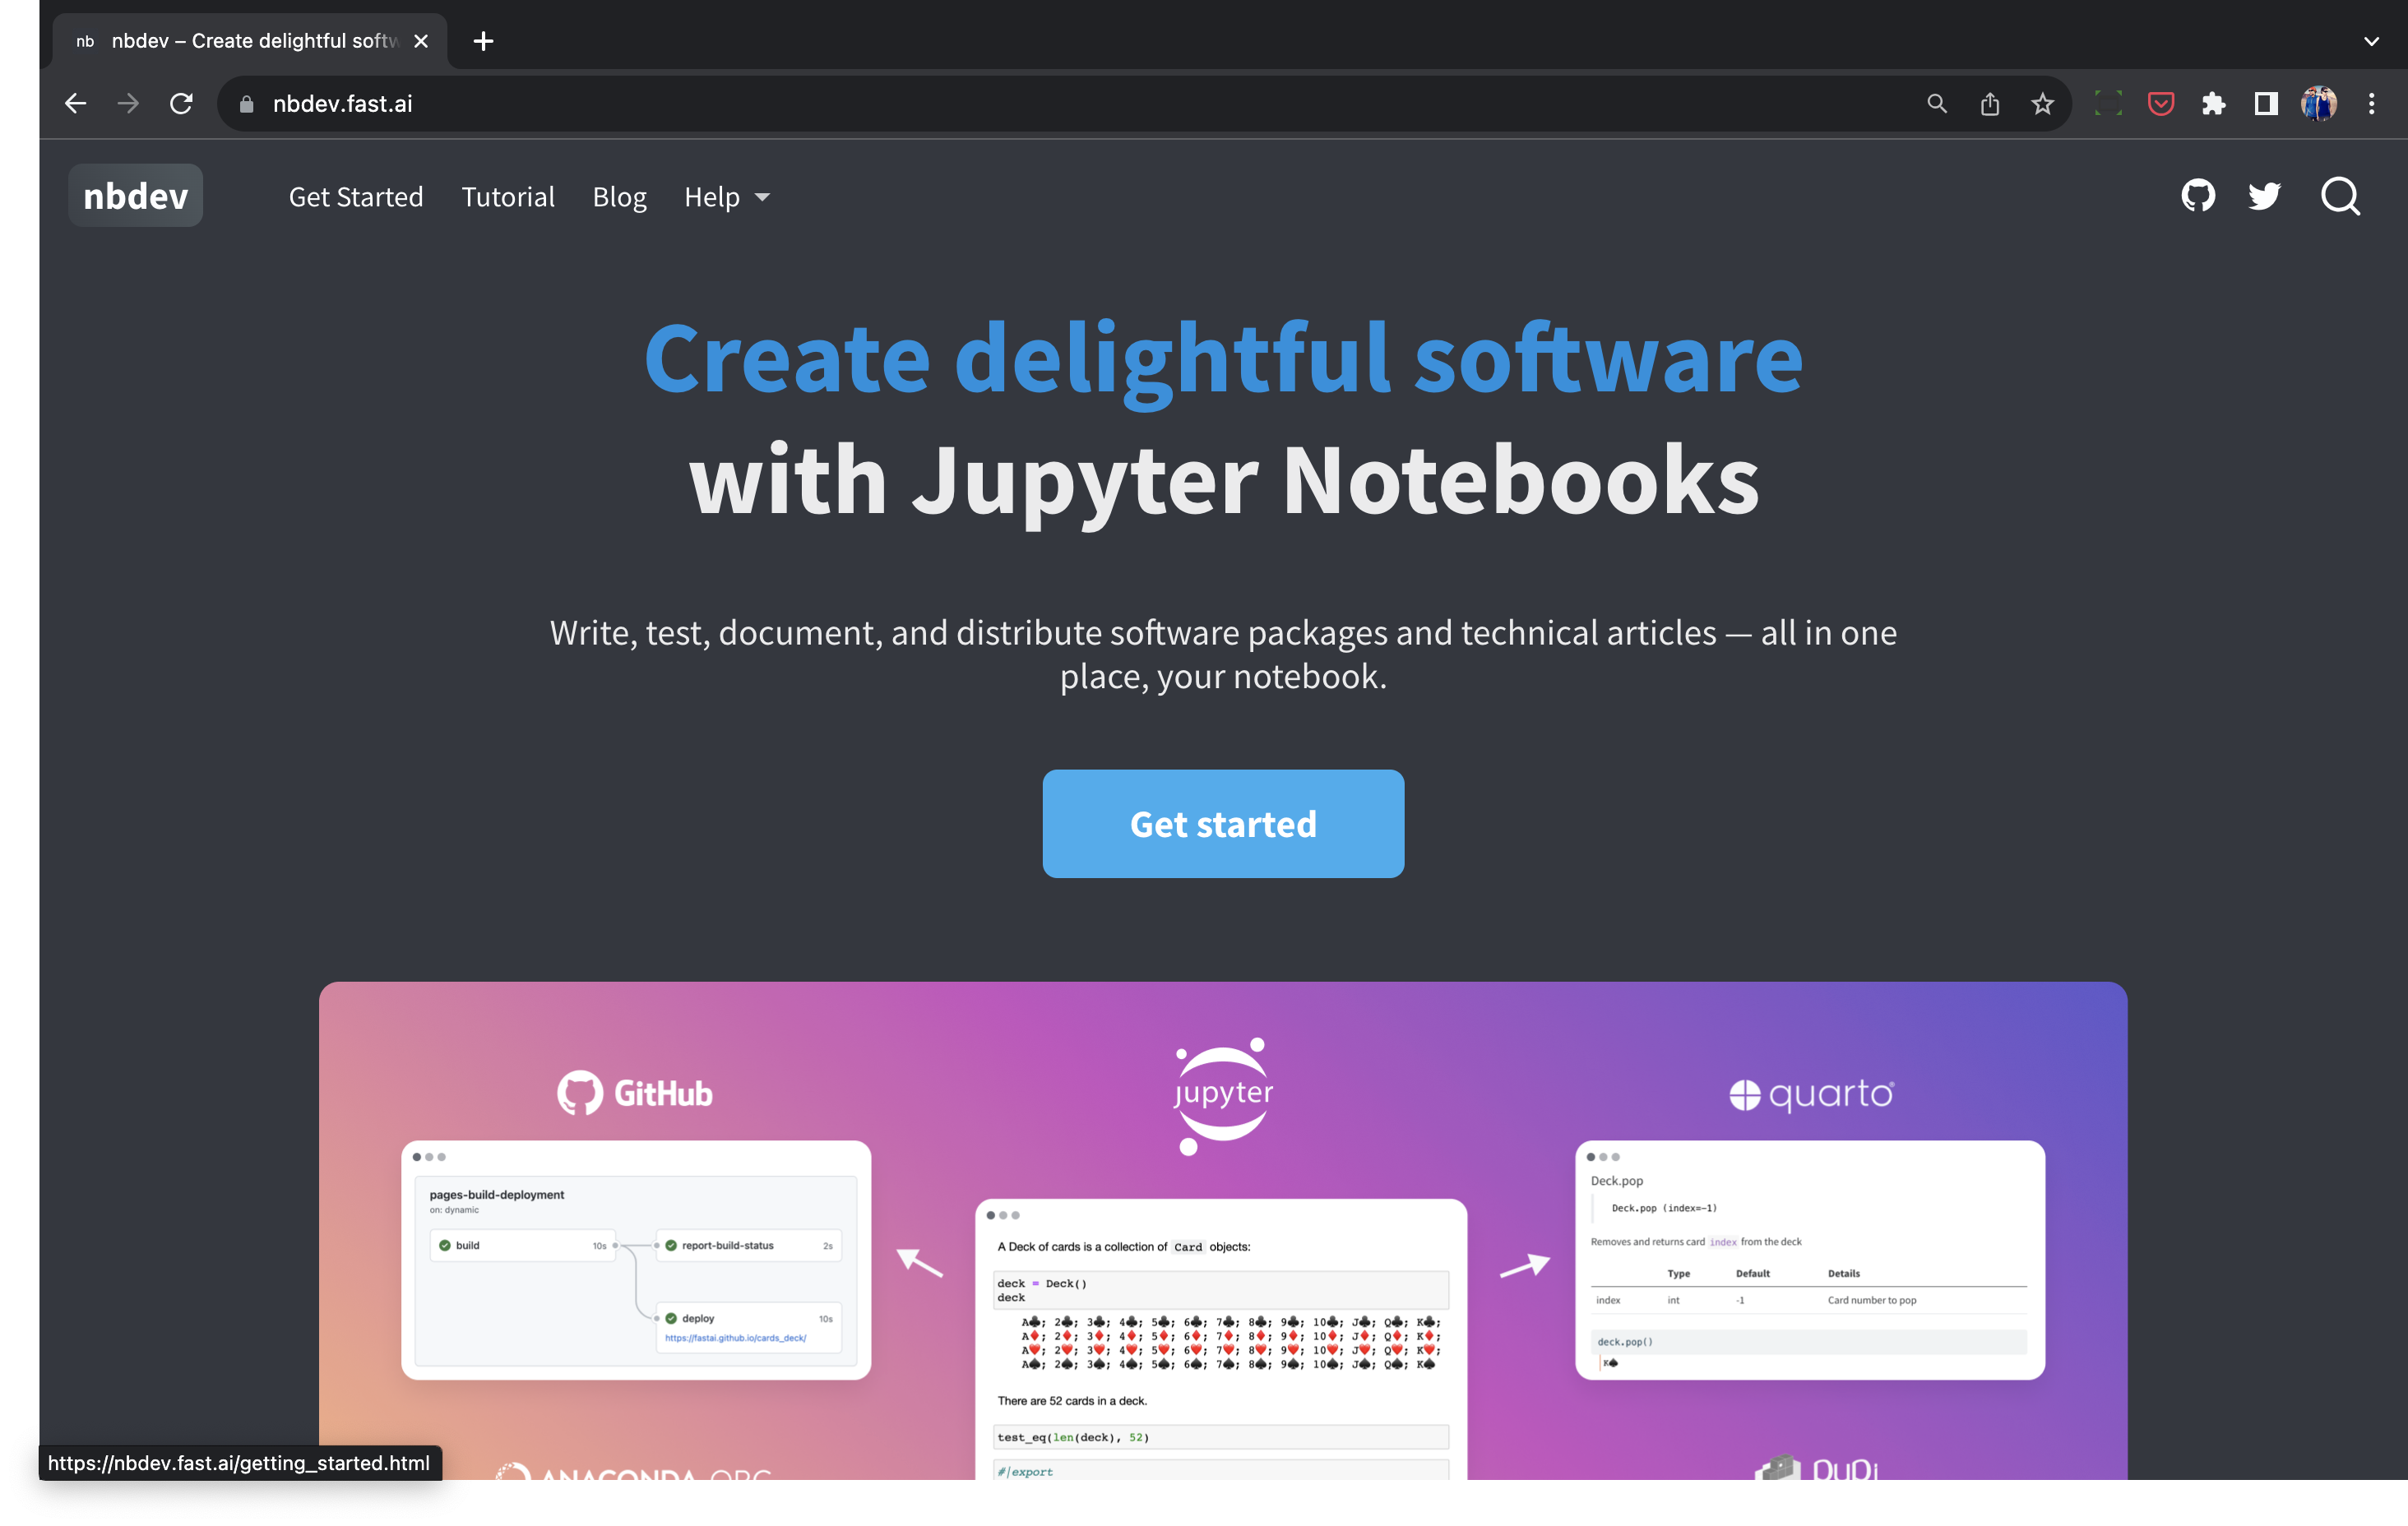 nb nbdev – Create delightful softw
nbdev.fast.ai
nbdev Get Started Tutorial Blog Help
Create delightful software
with Jupyter Notebooks
Write, test, document, and distribute software packages and technical articles — all in one
place, your notebook.
Get started
GitHub
pages-build-deployment
on: dynamic
build 10s
report-build-status 2s
deploy 10s
https://fastai.github.io/cards_deck/
jupyter
A Deck of cards is a collection of Card objects:
deck = Deck()
deck
A♣; 2♣; 3♣; 4♣; 5♣; 6♣; 7♣; 8♣; 9♣; 10♣; J♣; Q♣; K♣;
A♦; 2♦; 3♦; 4♦; 5♦; 6♦; 7♦; 8♦; 9♦; 10♦; J♦; Q♦; K♦;
A♥; 2♥; 3♥; 4♥; 5♥; 6♥; 7♥; 8♥; 9♥; 10♥; J♥; Q♥; K♥;
A♠; 2♠; 3♠; 4♠; 5♠; 6♠; 7♠; 8♠; 9♠; 10♠; J♠; Q♠; K♠
There are 52 cards in a deck.
test_eq(len(deck), 52)
#|export
quarto
Deck.pop
Deck.pop (index=-1)
Removes and returns card index from the deck
Type Default Details
index int -1 Card number to pop
deck.pop()
K♠
ANACONDA.ORG
pypi
https://nbdev.fast.ai/getting_started.html